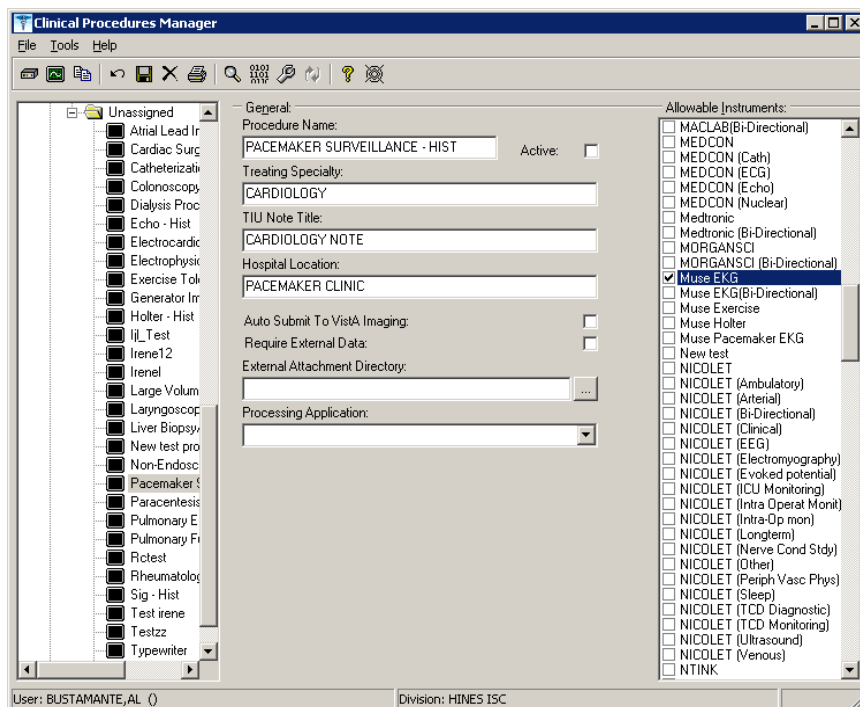 Clinical Procedures Manager
File Tools Help
Unassigned
Atrial Lead Ir
Cardiac Surg
Catheterizati
Colonoscopy
Dialysis Proc
Echo - Hist
Electrocardic
Electrophysic
Exercise Tole
Generator Im
Holter - Hist
Ijl_Test
Irene12
Irenel
Large Volum
Laryngoscop
Liver Biopsy
New test pro
Non-Endosc
Pacemaker S
Paracentesis
Pulmonary E
Pulmonary Fu
Rctest
Rheumatolog
Sig - Hist
Test irene
Testzz
Typewriter
General:
Procedure Name:
PACEMAKER SURVEILLANCE - HIST
Active:
Treating Specialty:
CARDIOLOGY
TIU Note Title:
CARDIOLOGY NOTE
Hospital Location:
PACEMAKER CLINIC
Auto Submit To VistA Imaging:
Require External Data:
External Attachment Directory:
...
Processing Application:
Allowable Instruments:
MACLAB(Bi-Directional)
MEDCON
MEDCON (Cath)
MEDCON (ECG)
MEDCON (Echo)
MEDCON (Nuclear)
Medtronic
Medtronic (Bi-Directional)
MORGANSCI
MORGANSCI (Bi-Directional)
Muse EKG
Muse EKG(Bi-Directional)
Muse Exercise
Muse Holter
Muse Pacemaker EKG
New test
NICOLET
NICOLET (Ambulatory)
NICOLET (Arterial)
NICOLET (Bi-Directional)
NICOLET (Clinical)
NICOLET (EEG)
NICOLET (Electromyography)
NICOLET (Evoked potential)
NICOLET (ICU Monitoring)
NICOLET (Intra Operat Monit)
NICOLET (Intra-Op mon)
NICOLET (Longterm)
NICOLET (Nerve Cond Stdy)
NICOLET (Other)
NICOLET (Periph Vasc Phys)
NICOLET (Sleep)
NICOLET (TCD Diagnostic)
NICOLET (TCD Monitoring)
NICOLET (Ultrasound)
NICOLET (Venous)
NTINK
User: BUSTAMANTE,AL ()
Division: HINES ISC